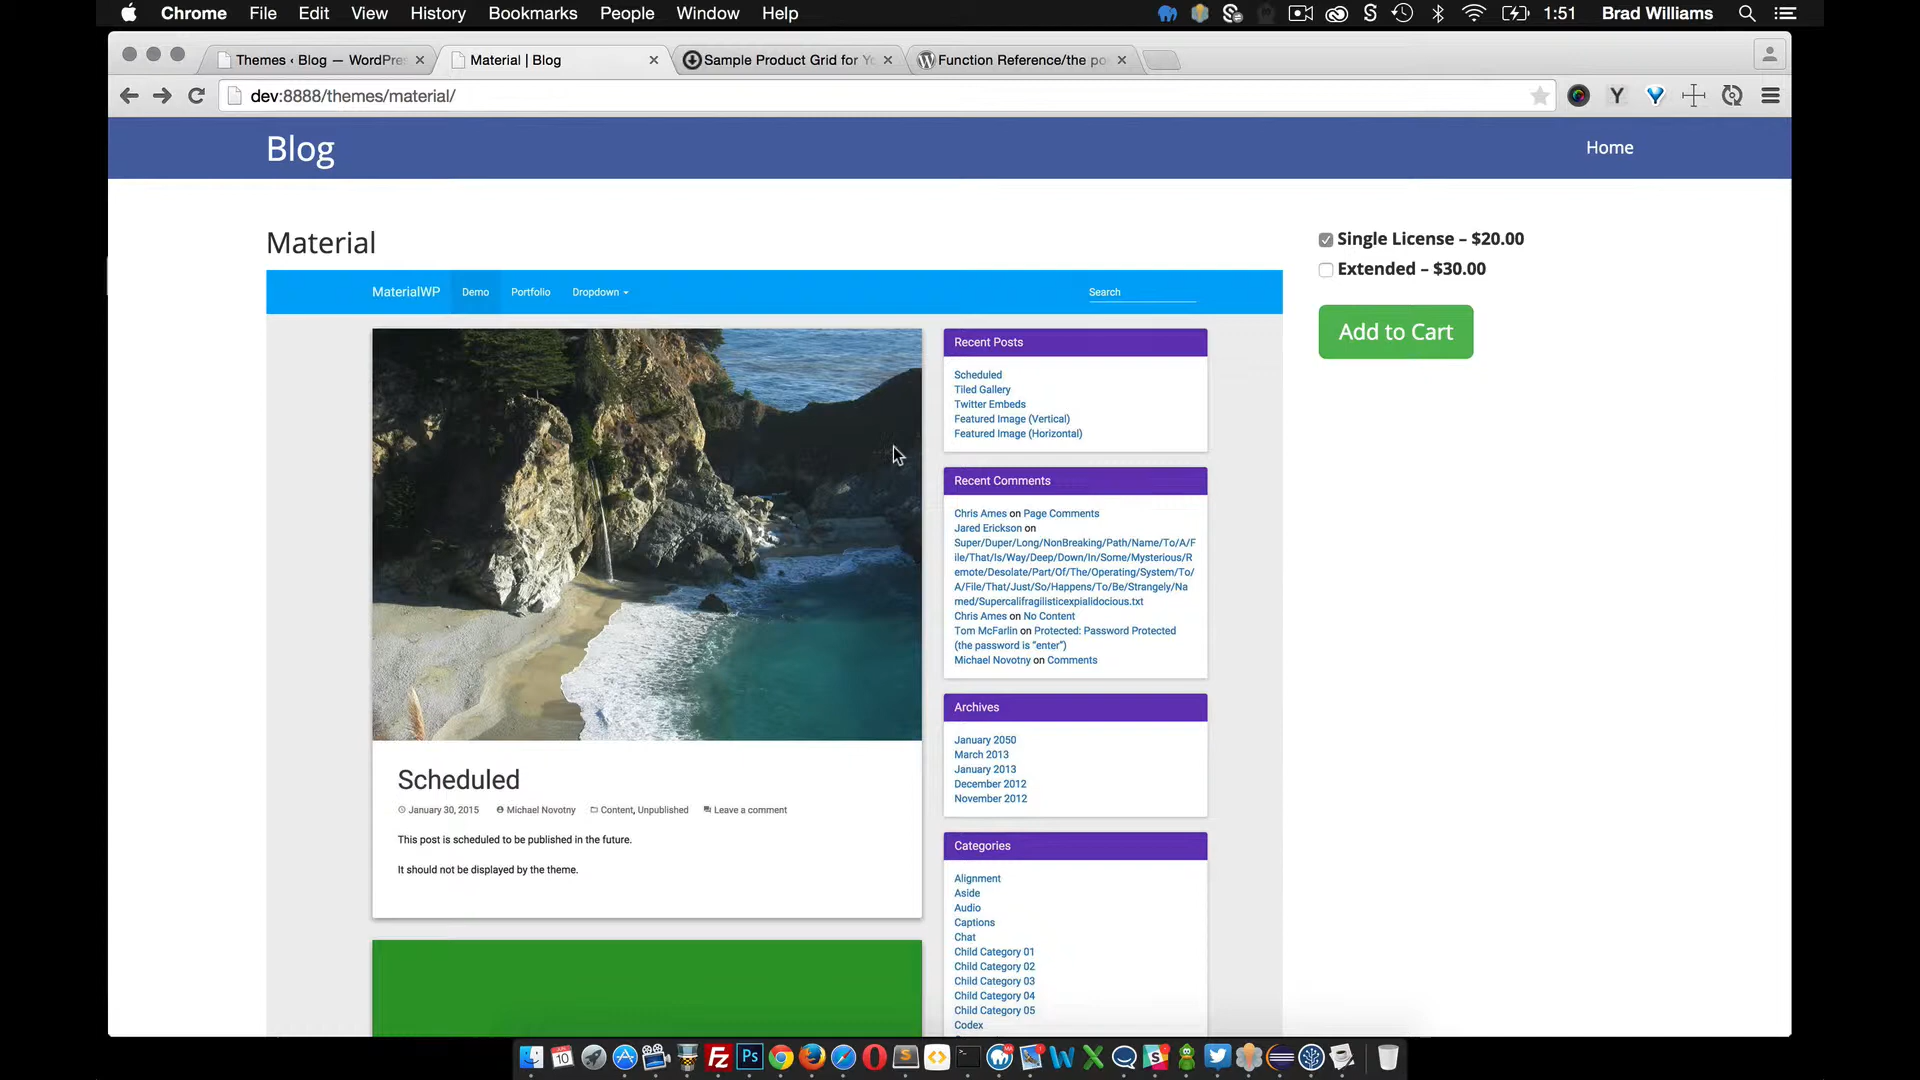 Chrome File Edit View History Bookmarks People Window Help 1:51 Brad Williams
Themes ‹ Blog — WordPre
Material | Blog
Sample Product Grid for Yo
Function Reference/the po
dev:8888/themes/material/
Y
Blog
Home
Material
Single License – $20.00
Extended – $30.00
Add to Cart
MaterialWP Demo Portfolio Dropdown Search
Recent Posts
Scheduled
Tiled Gallery
Twitter Embeds
Featured Image (Vertical)
Featured Image (Horizontal)
Recent Comments
Chris Ames on Page Comments
Jared Erickson on
Super/Duper/Long/NonBreaking/Path/Name/To/A/F
ile/That/Is/Way/Deep/Down/In/Some/Mysterious/R
emote/Desolate/Part/Of/The/Operating/System/To/
A/File/That/Just/So/Happens/To/Be/Strangely/Na
med/Supercalifragilisticexpialidocious.txt
Chris Ames on No Content
Tom McFarlin on Protected: Password Protected
(the password is “enter”)
Michael Novotny on Comments
Archives
January 2050
March 2013
January 2013
December 2012
November 2012
Scheduled
January 30, 2015 Michael Novotny Content, Unpublished Leave a comment
This post is scheduled to be published in the future.
It should not be displayed by the theme.
Categories
Alignment
Aside
Audio
Captions
Chat
Child Category 01
Child Category 02
Child Category 03
Child Category 04
Child Category 05
Codex
10
Fz
Ps